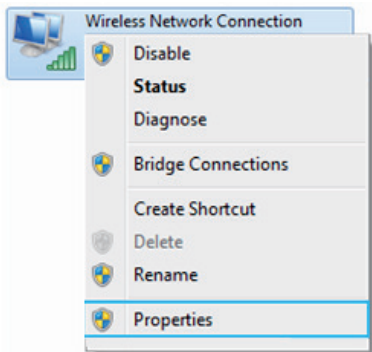 Wireless Network Connection
Disable
Status
Diagnose
Bridge Connections
Create Shortcut
Delete
Rename
Properties